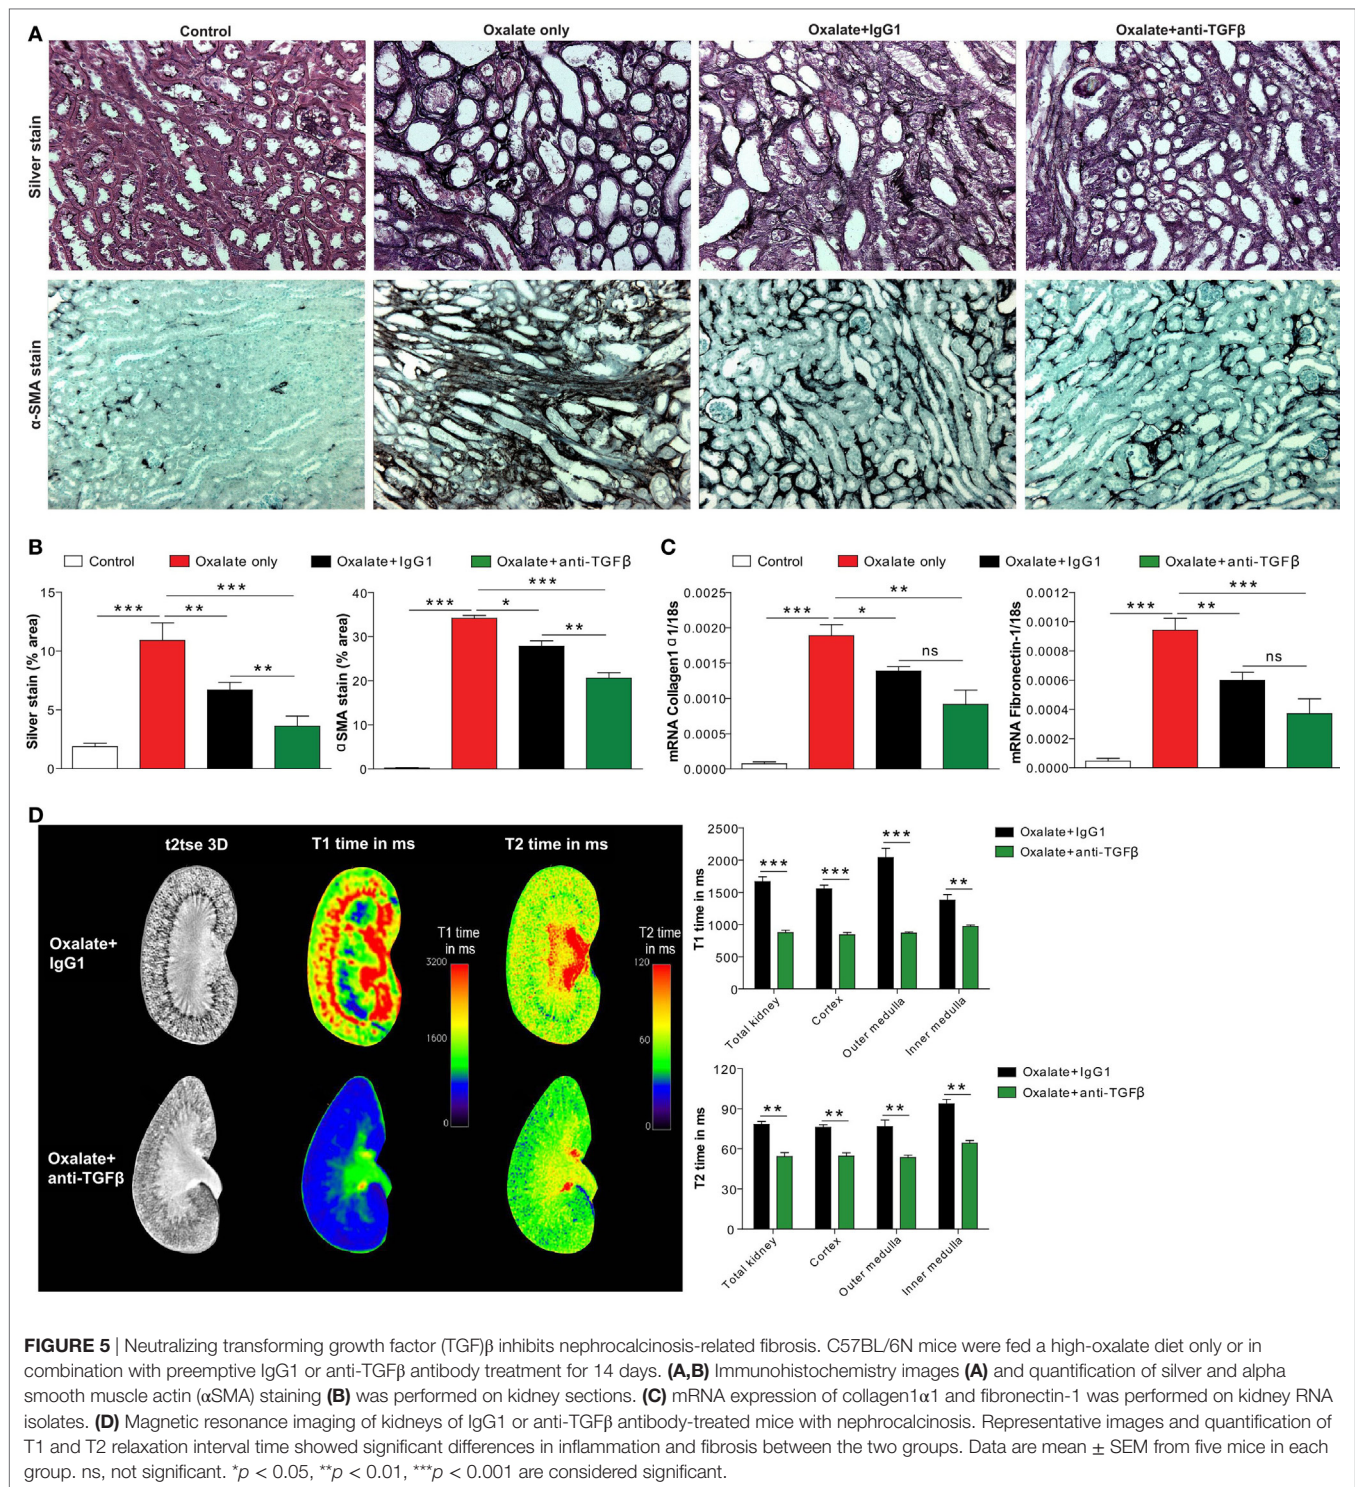 A
Control
Oxalate only
Oxalate+IgG1
Oxalate+anti-TGFβ
Silver stain
α-SMA stain
B
Control
Oxalate only
Oxalate+IgG1
Oxalate+anti-TGFβ
Silver stain (% area)
15
10
5
0
***
**
***
**
αSMA stain (% area)
40
30
20
10
0
***
*
***
**
C
Control
Oxalate only
Oxalate+IgG1
Oxalate+anti-TGFβ
mRNA Collagen1 α1/18s
0.0025
0.0020
0.0015
0.0010
0.0005
0.0000
***
*
**
ns
mRNA Fibronectin-1/18s
0.0012
0.0010
0.0008
0.0006
0.0004
0.0002
0.0000
***
**
***
ns
D
t2tse 3D
T1 time in ms
T2 time in ms
Oxalate+
IgG1
Oxalate+
anti-TGFβ
T1 time
in ms
3200
1600
0
T2 time
in ms
120
60
0
T1 time in ms
2500
2000
1500
1000
500
0
***
***
***
**
Oxalate+IgG1
Oxalate+anti-TGFβ
Total kidney
Cortex
Outer medulla
Inner medulla
T2 time in ms
120
90
60
30
0
**
**
**
**
Oxalate+IgG1
Oxalate+anti-TGFβ
Total kidney
Cortex
Outer medulla
Inner medulla
FIGURE 5 | Neutralizing transforming growth factor (TGF)β inhibits nephrocalcinosis-related fibrosis. C57BL/6N mice were fed a high-oxalate diet only or in
combination with preemptive IgG1 or anti-TGFβ antibody treatment for 14 days. (A,B) Immunohistochemistry images (A) and quantification of silver and alpha
smooth muscle actin (αSMA) staining (B) was performed on kidney sections. (C) mRNA expression of collagen1α1 and fibronectin-1 was performed on kidney RNA
isolates. (D) Magnetic resonance imaging of kidneys of IgG1 or anti-TGFβ antibody-treated mice with nephrocalcinosis. Representative images and quantification of
T1 and T2 relaxation interval time showed significant differences in inflammation and fibrosis between the two groups. Data are mean ± SEM from five mice in each
group. ns, not significant. *p < 0.05, **p < 0.01, ***p < 0.001 are considered significant.